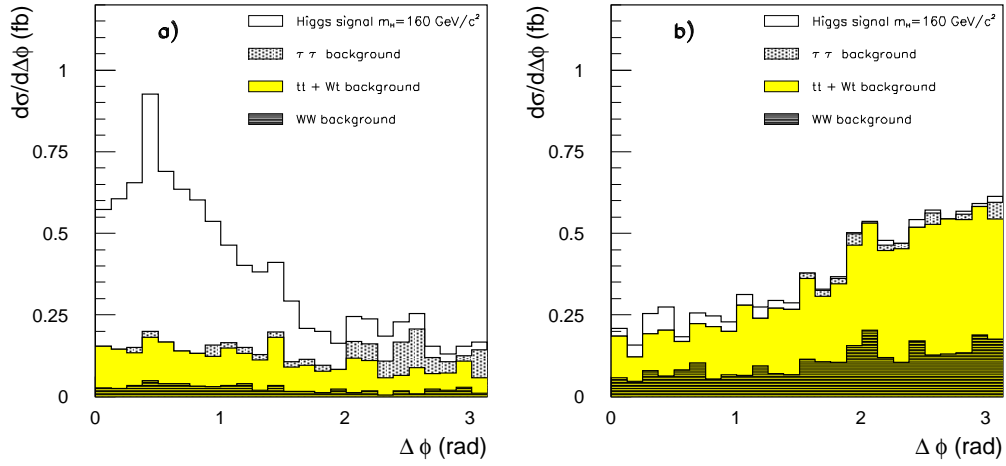 dσ/dΔϕ (fb)
1
0.75
0.5
0.25
0
a)
Higgs signal mH= 160 GeV/c²
τ τ background
tt + Wt background
WW background
0
1
2
3
Δ ϕ (rad)
dσ/dΔϕ (fb)
1
0.75
0.5
0.25
0
b)
Higgs signal mH= 160 GeV/c²
τ τ background
tt + Wt background
WW background
0
1
2
3
Δ ϕ (rad)